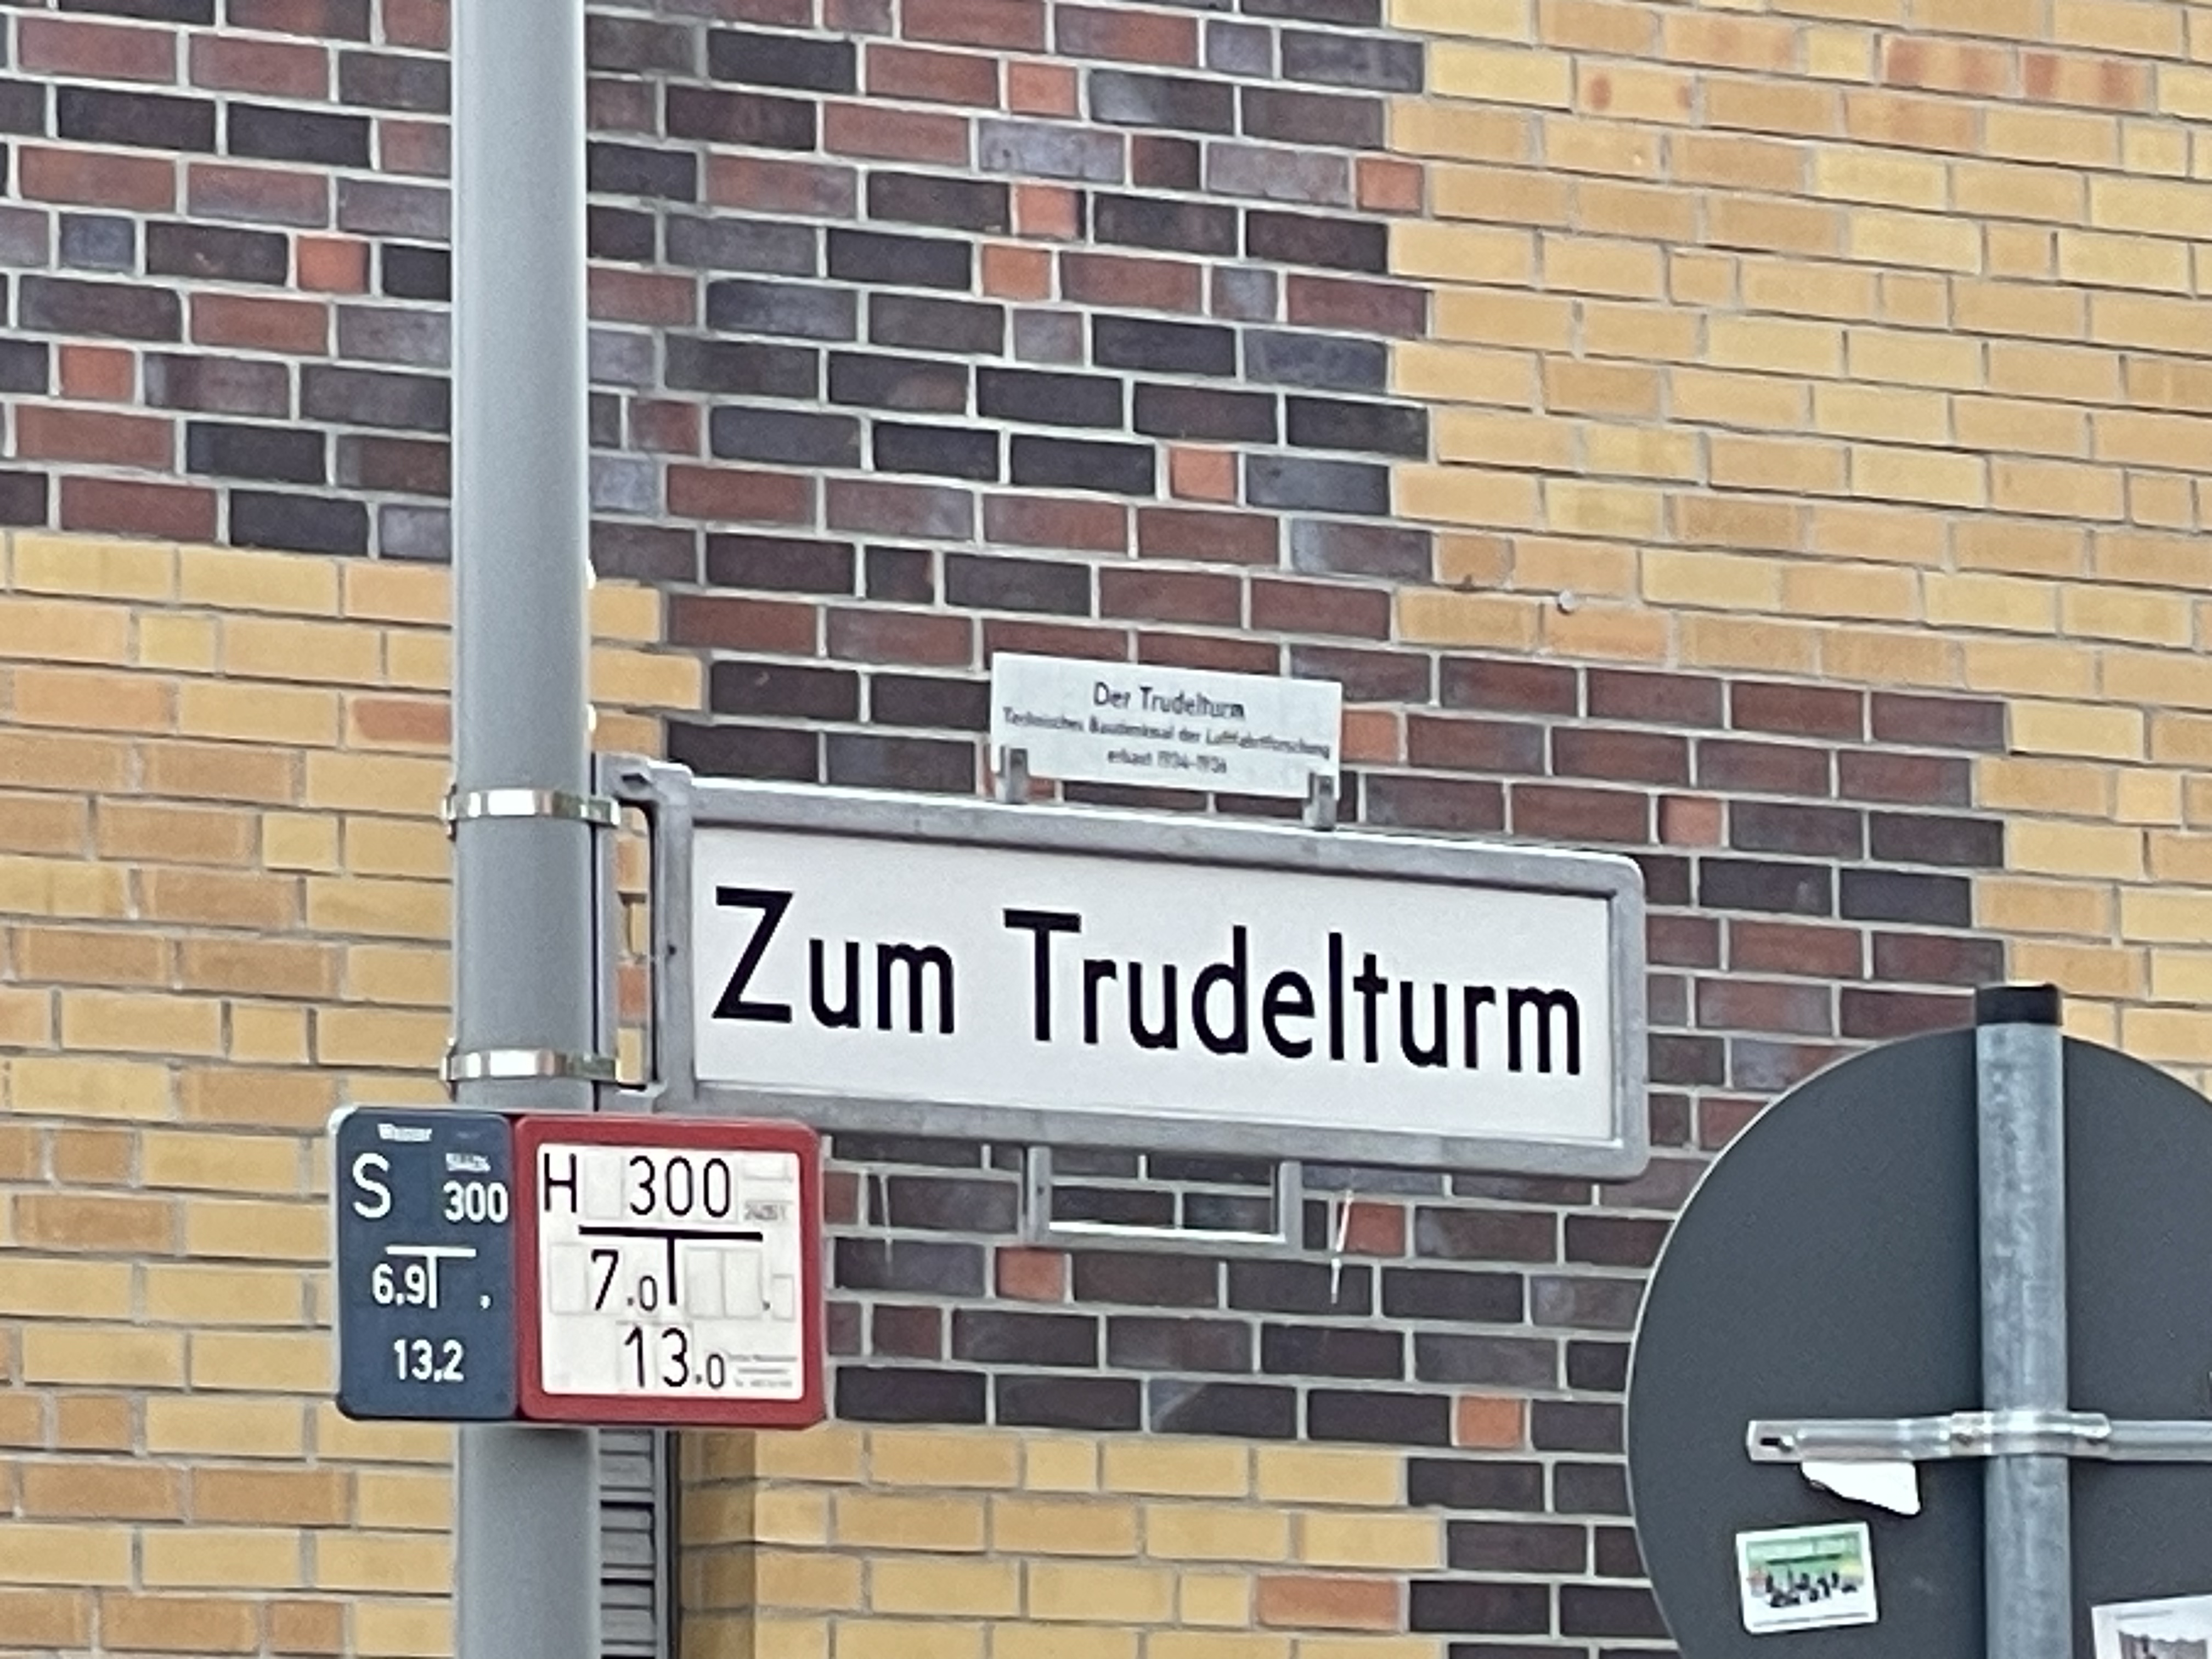 Der Trudelturm
Technisches Baudenkmal der Luftfahrtforschung
erbaut 1934-1936
Zum Trudelturm
Wasser
S 300
6.9 ,
13,2
H 300
7.0 ,
13.0